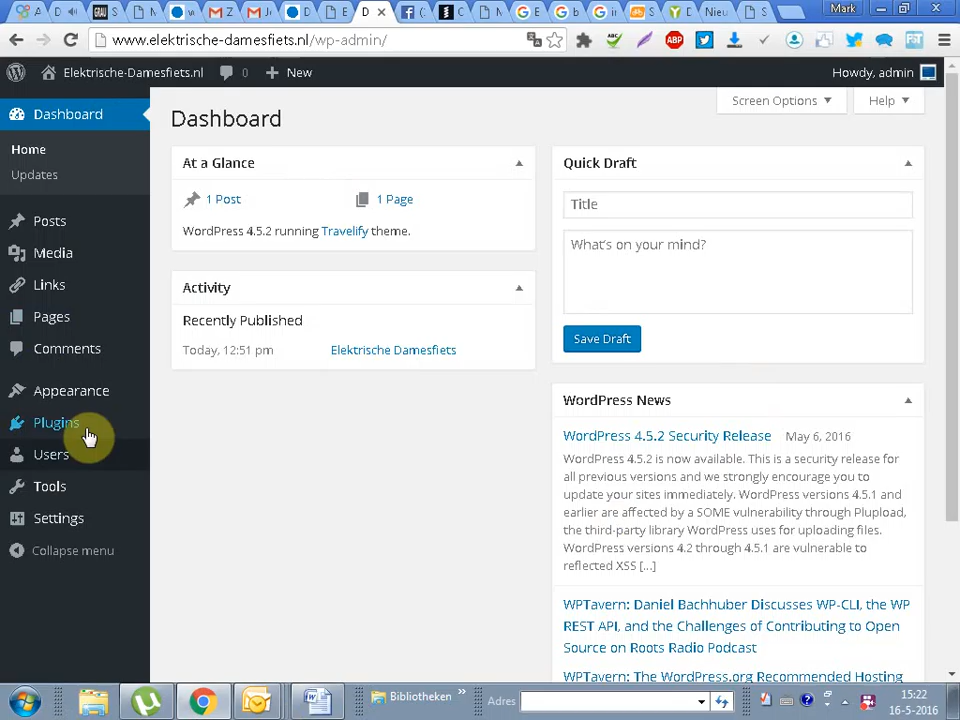 Mark
www.elektrische-damesfiets.nl/wp-admin/
ABP
Elektrische-Damesfiets.nl
0
New
Howdy, admin
Dashboard
Home
Updates
Posts
Media
Links
Pages
Comments
Appearance
Plugins
Users
Tools
Settings
Collapse menu
Screen Options
Help
Dashboard
At a Glance
1 Post
1 Page
WordPress 4.5.2 running Travelify theme.
Activity
Recently Published
Today, 12:51 pm
Elektrische Damesfiets
Quick Draft
Title
What's on your mind?
Save Draft
WordPress News
WordPress 4.5.2 Security Release May 6, 2016
WordPress 4.5.2 is now available. This is a security release for
all previous versions and we strongly encourage you to
update your sites immediately. WordPress versions 4.5.1 and
earlier are affected by a SOME vulnerability through Plupload,
the third-party library WordPress uses for uploading files.
WordPress versions 4.2 through 4.5.1 are vulnerable to
reflected XSS [...]
WPTavern: Daniel Bachhuber Discusses WP-CLI, the WP
REST API, and the Challenges of Contributing to Open
Source on Roots Radio Podcast
WPTavern: The WordPress.org Recommended Hosting
Bibliotheken
Adres
15:22
16-5-2016